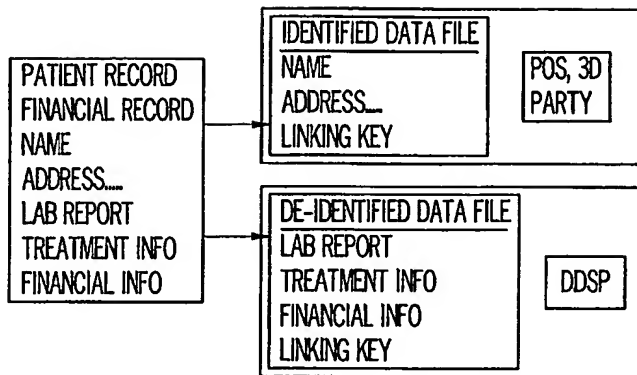 PATIENT RECORD
FINANCIAL RECORD
NAME
ADDRESS.....
LAB REPORT
TREATMENT INFO
FINANCIAL INFO
IDENTIFIED DATA FILE
NAME
ADDRESS....
LINKING KEY
POS, 3D
PARTY
DE-IDENTIFIED DATA FILE
LAB REPORT
TREATMENT INFO
FINANCIAL INFO
LINKING KEY
DDSP